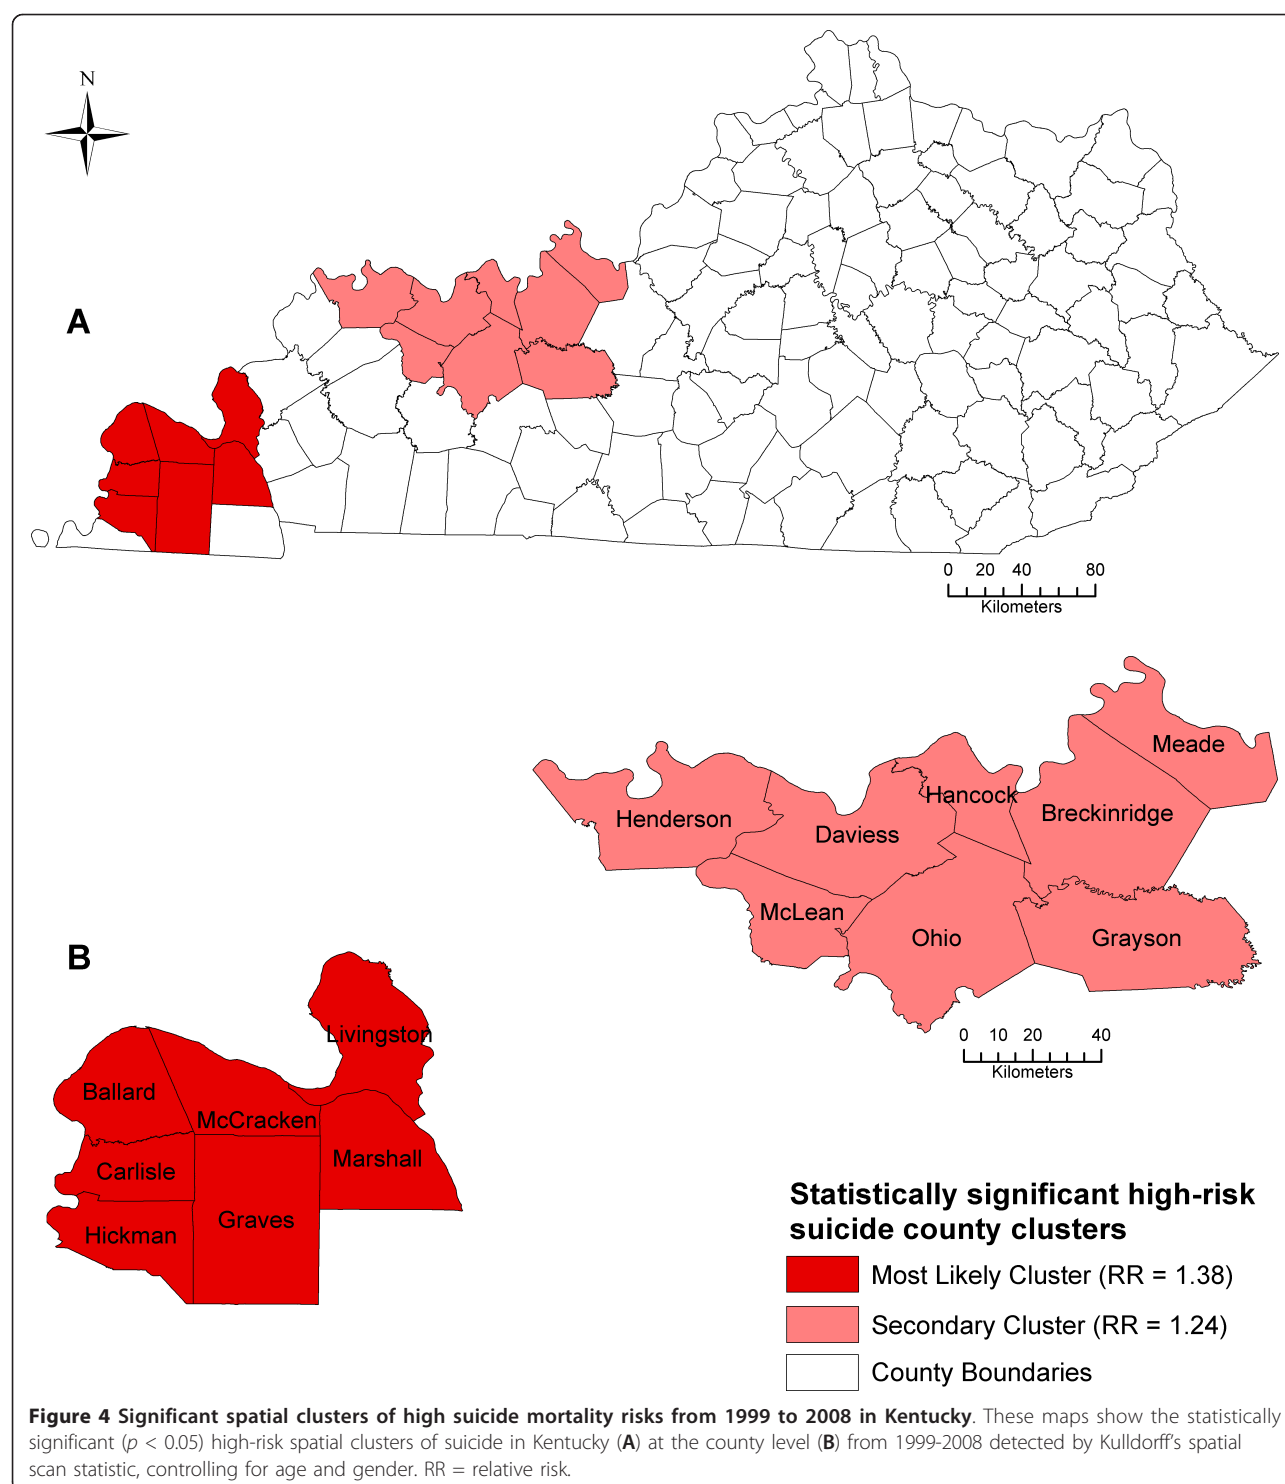 N
A
0 20 40 80
Kilometers
Meade
Hancock
Breckinridge
Henderson
Daviess
McLean
Ohio
Grayson
0 10 20 40
Kilometers
B
Livingston
Ballard
McCracken
Marshall
Carlisle
Graves
Hickman
Statistically significant high-risk
suicide county clusters
Most Likely Cluster (RR = 1.38)
Secondary Cluster (RR = 1.24)
County Boundaries
Figure 4 Significant spatial clusters of high suicide mortality risks from 1999 to 2008 in Kentucky. These maps show the statistically
significant (p < 0.05) high-risk spatial clusters of suicide in Kentucky (A) at the county level (B) from 1999-2008 detected by Kulldorff's spatial
scan statistic, controlling for age and gender. RR = relative risk.